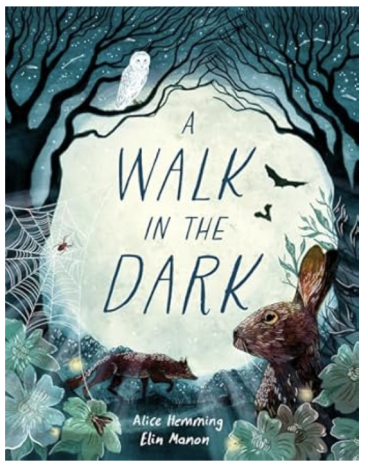 A
WALK
IN THE
DARK
Alice Hemming
Elin Manon